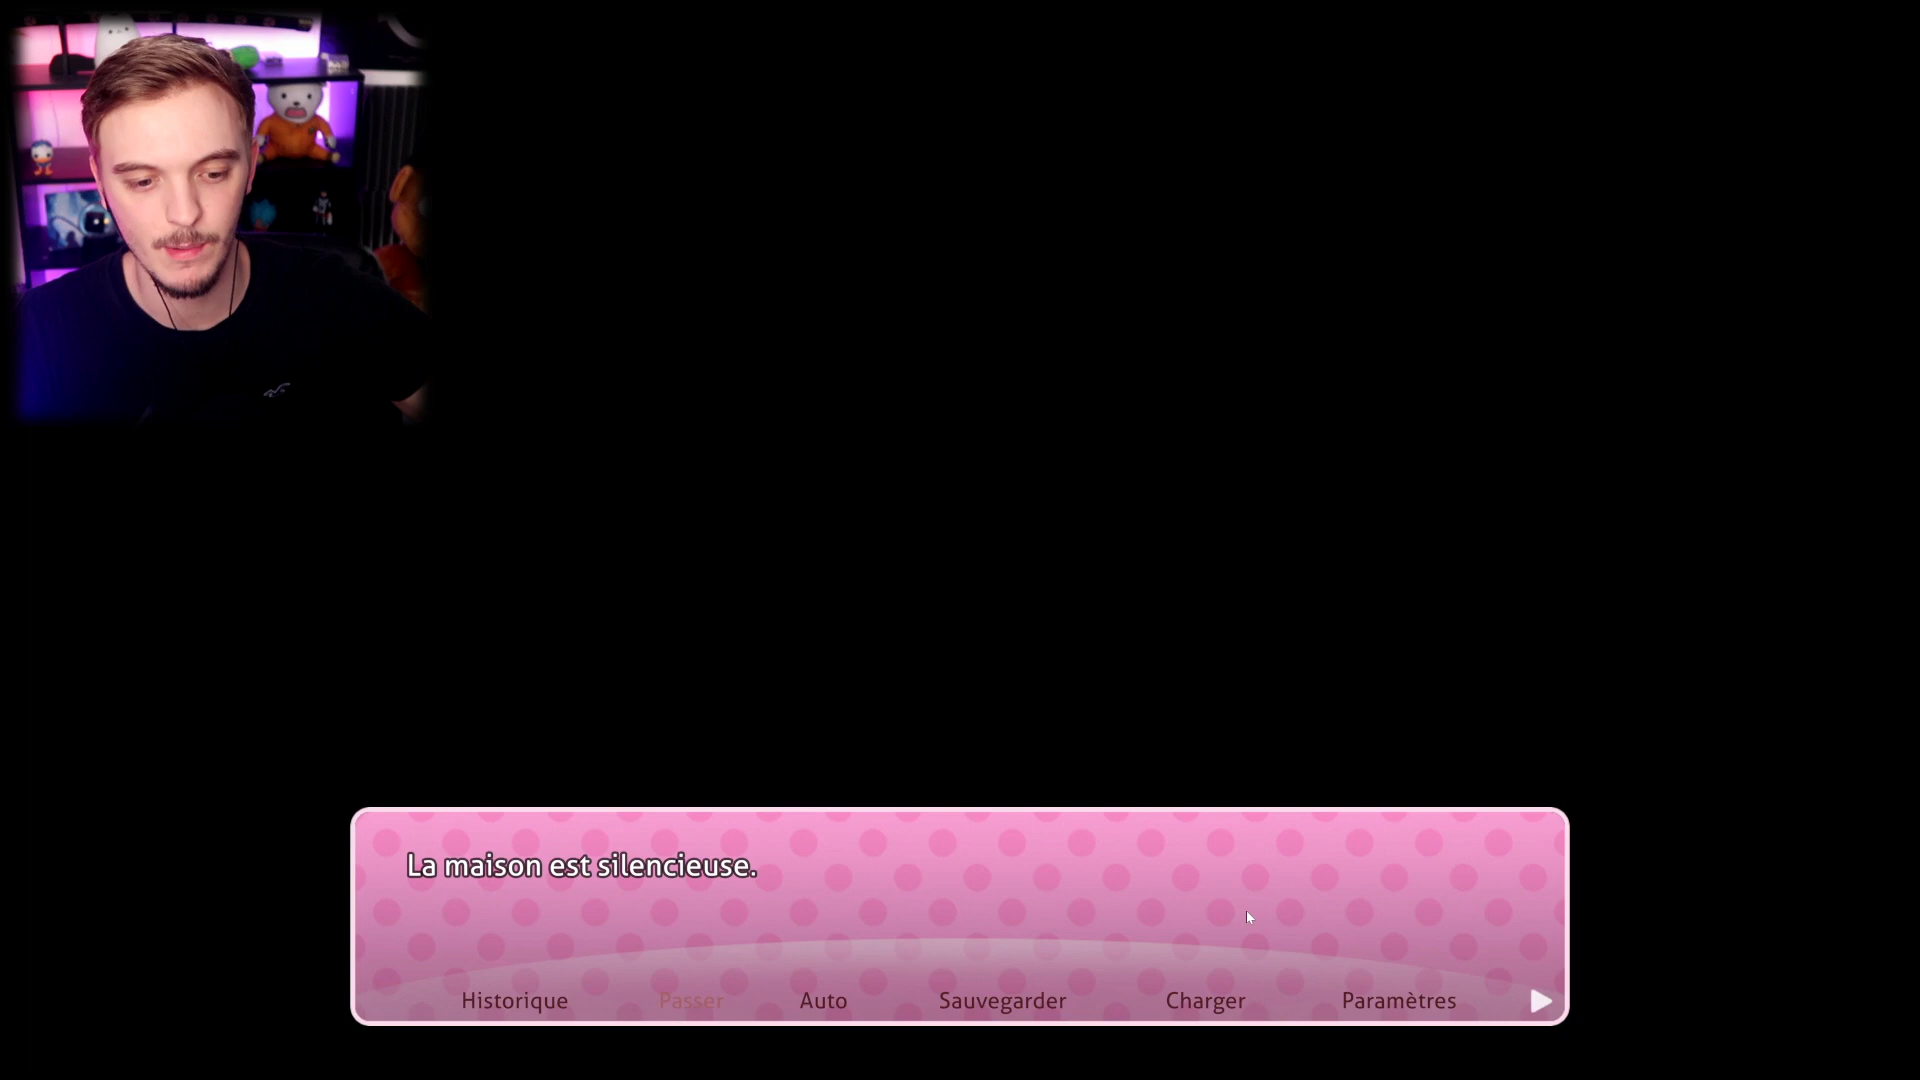 La maison est silencieuse.
Historique Passer Auto Sauvegarder Charger Paramètres